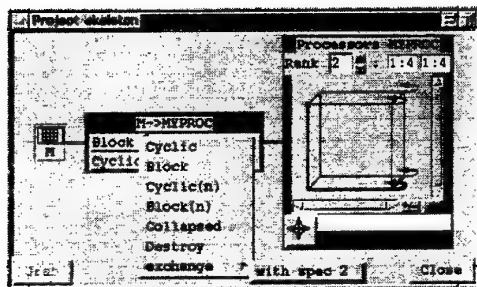 Project skeleton
Processors MYPROC
Rank 2 : 1:4 1:4
M->MYPROC
M
Block
Cyclic
Cyclic
Block
Cyclic(n)
Block(n)
Collapsed
Destroy
exchange
with spec 2
Close